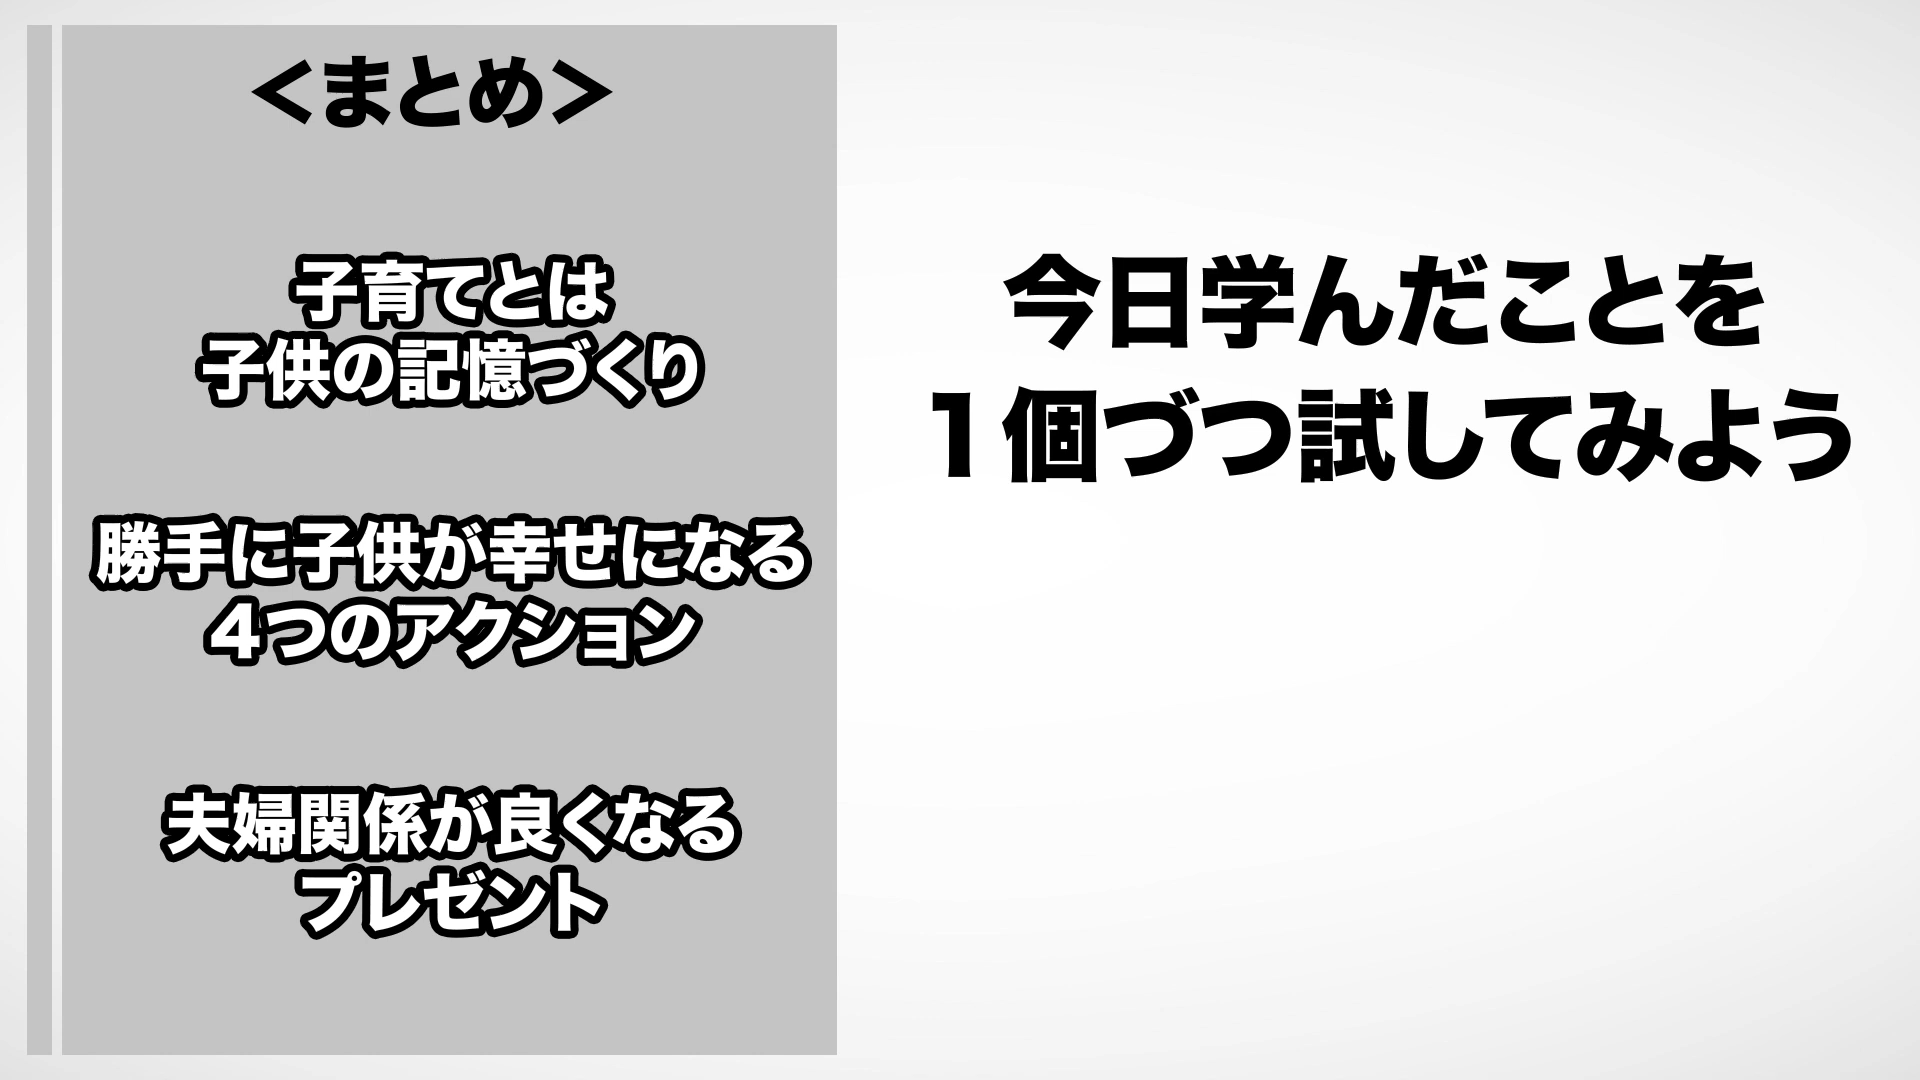 ＜まとめ＞
子育てとは
子供の記憶づくり
勝手に子供が幸せになる
４つのアクション
夫婦関係が良くなる
プレゼント
今日学んだことを
１個づつ試してみよう